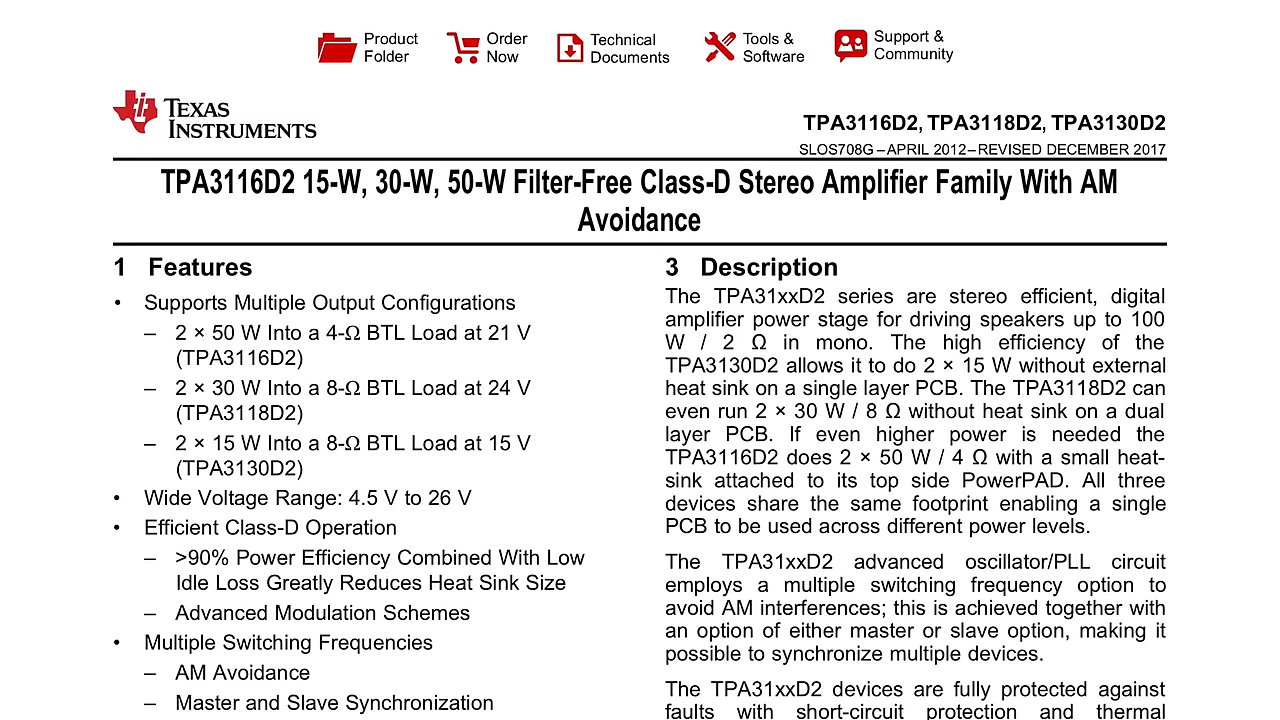 Product
Folder
Order
Now
Technical
Documents
Tools &
Software
Support &
Community
TEXAS
INSTRUMENTS
TPA3116D2, TPA3118D2, TPA3130D2
SLOS708G – APRIL 2012 – REVISED DECEMBER 2017
TPA3116D2 15-W, 30-W, 50-W Filter-Free Class-D Stereo Amplifier Family With AM
Avoidance
1 Features
• Supports Multiple Output Configurations
– 2 × 50 W Into a 4-Ω BTL Load at 21 V
(TPA3116D2)
– 2 × 30 W Into a 8-Ω BTL Load at 24 V
(TPA3118D2)
– 2 × 15 W Into a 8-Ω BTL Load at 15 V
(TPA3130D2)
• Wide Voltage Range: 4.5 V to 26 V
• Efficient Class-D Operation
– >90% Power Efficiency Combined With Low
Idle Loss Greatly Reduces Heat Sink Size
– Advanced Modulation Schemes
• Multiple Switching Frequencies
– AM Avoidance
– Master and Slave Synchronization
3 Description
The TPA31xxD2 series are stereo efficient, digital
amplifier power stage for driving speakers up to 100
W / 2 Ω in mono. The high efficiency of the
TPA3130D2 allows it to do 2 × 15 W without external
heat sink on a single layer PCB. The TPA3118D2 can
even run 2 × 30 W / 8 Ω without heat sink on a dual
layer PCB. If even higher power is needed the
TPA3116D2 does 2 × 50 W / 4 Ω with a small heat-
sink attached to its top side PowerPAD. All three
devices share the same footprint enabling a single
PCB to be used across different power levels.
The TPA31xxD2 advanced oscillator/PLL circuit
employs a multiple switching frequency option to
avoid AM interferences; this is achieved together with
an option of either master or slave option, making it
possible to synchronize multiple devices.
The TPA31xxD2 devices are fully protected against
faults with short-circuit protection and thermal